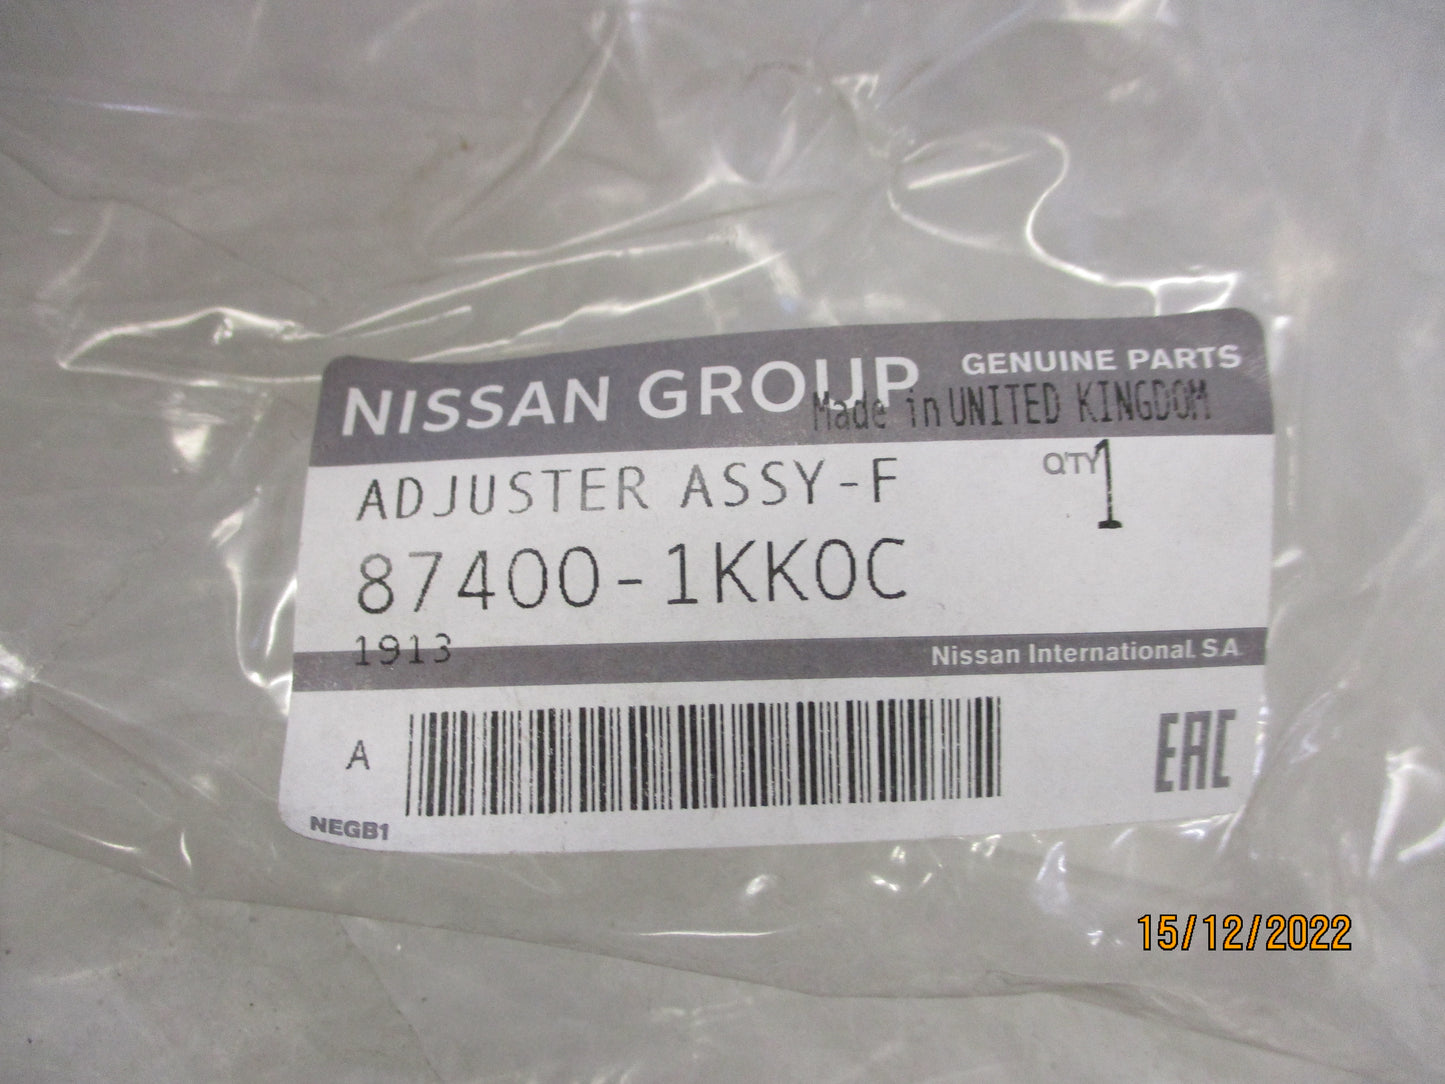 NISSAN GROUP
GENUINE PARTS
Made in UNITED KINGDOM
ADJUSTER ASSY-F
Q'TY 1
87400-1KK0C
1913
Nissan International SA
A
EAC
NEGB1
15/12/2022